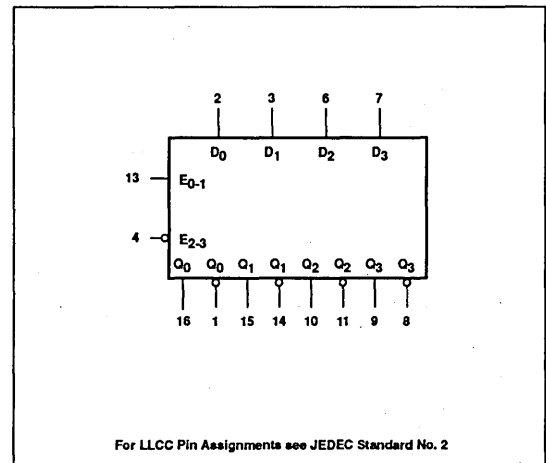 2 3 6 7
D0 D1 D2 D3
13 E0-1
4 E2-3
Q0 Q0 Q1 Q1 Q2 Q2 Q3 Q3
16 1 15 14 10 11 9 8
For LLCC Pin Assignments see JEDEC Standard No. 2